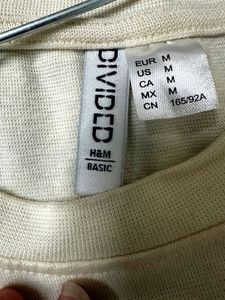 DIVIDED
H&M
BASIC
EUR M
US M
CA M
MX M
CN 165/92A